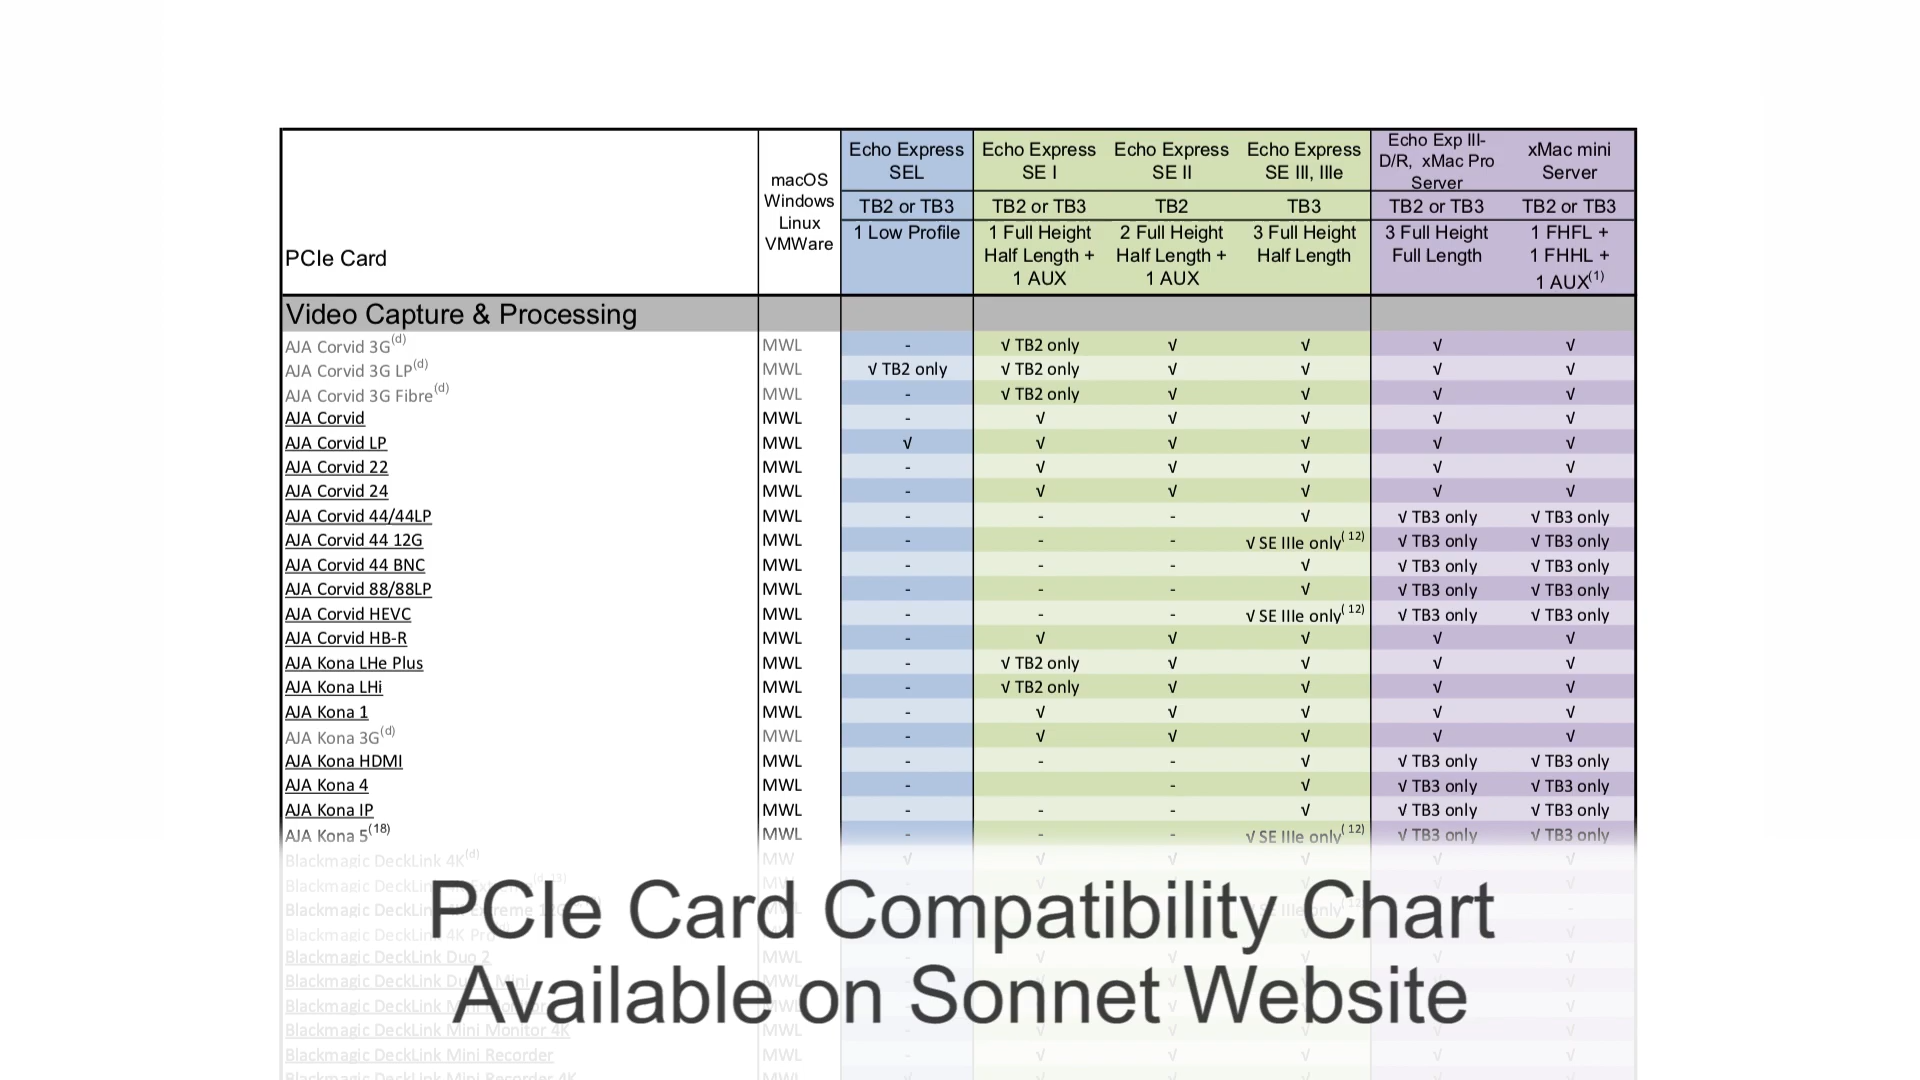 Echo Express SEL
Echo Express SE I
Echo Express SE II
Echo Express SE III, IIIe
Echo Exp III-D/R, xMac Pro Server
xMac mini Server
macOS Windows Linux VMWare
TB2 or TB3
TB2 or TB3
TB2
TB3
TB2 or TB3
TB2 or TB3
PCIe Card
1 Low Profile
1 Full Height Half Length + 1 AUX
2 Full Height Half Length + 1 AUX
3 Full Height Half Length
3 Full Height Full Length
1 FHFL + 1 FHHL + 1 AUX(1)
Video Capture & Processing
AJA Corvid 3G(d) MWL - √ TB2 only √ √ √ √
AJA Corvid 3G LP(d) MWL √ TB2 only √ TB2 only √ √ √ √
AJA Corvid 3G Fibre(d) MWL - √ TB2 only √ √ √ √
AJA Corvid MWL - √ √ √ √ √
AJA Corvid LP MWL √ √ √ √ √ √
AJA Corvid 22 MWL - √ √ √ √ √
AJA Corvid 24 MWL - √ √ √ √ √
AJA Corvid 44/44LP MWL - - - √ √ TB3 only √ TB3 only
AJA Corvid 44 12G MWL - - - √ SE IIIe only( 12) √ TB3 only √ TB3 only
AJA Corvid 44 BNC MWL - - - √ √ TB3 only √ TB3 only
AJA Corvid 88/88LP MWL - - - √ √ TB3 only √ TB3 only
AJA Corvid HEVC MWL - - - √ SE IIIe only( 12) √ TB3 only √ TB3 only
AJA Corvid HB-R MWL - √ √ √ √ √
AJA Kona LHe Plus MWL - √ TB2 only √ √ √ √
AJA Kona LHi MWL - √ TB2 only √ √ √ √
AJA Kona 1 MWL - √ √ √ √ √
AJA Kona 3G(d) MWL - √ √ √ √ √
AJA Kona HDMI MWL - - - √ √ TB3 only √ TB3 only
AJA Kona 4 MWL - - √ √ TB3 only √ TB3 only
AJA Kona IP MWL - - - √ √ TB3 only √ TB3 only
AJA Kona 5(18) MWL - - - √ SE IIIe only( 12) √ TB3 only √ TB3 only
Blackmagic DeckLink 4K(d) MW √ √ √ √ √ √
PCIe Card Compatibility Chart
Blackmagic DeckLink Duo 2 MWL
Available on Sonnet Website
Blackmagic DeckLink Mini Monitor 4K MWL
Blackmagic DeckLink Mini Recorder MWL - √ √ √ √ √
Blackmagic DeckLink Mini Recorder 4K MWL